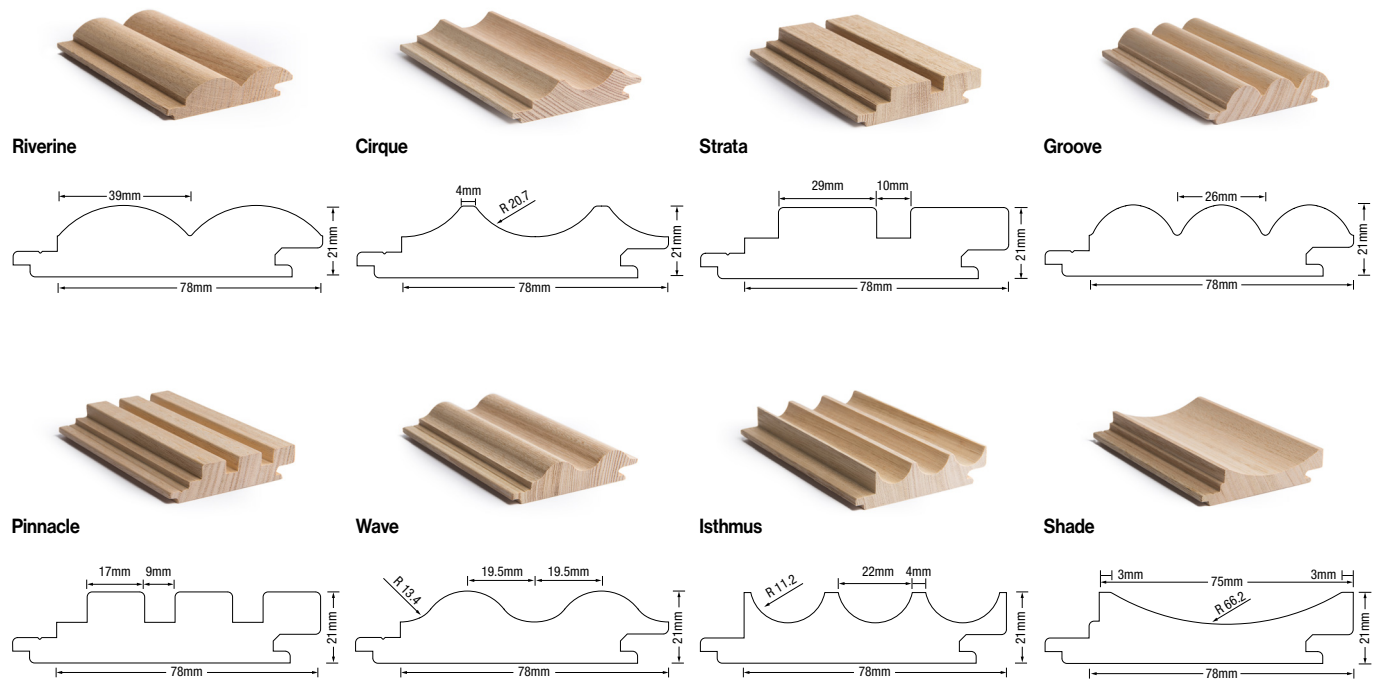 Riverine
Cirque
Strata
Groove
39mm
21mm
78mm
4mm
R 20.7
21mm
78mm
29mm
10mm
21mm
78mm
26mm
21mm
78mm
Pinnacle
Wave
Isthmus
Shade
17mm
9mm
21mm
78mm
R 13.4
19.5mm
19.5mm
21mm
78mm
R 11.2
22mm
4mm
21mm
78mm
3mm
75mm
3mm
R 66.2
21mm
78mm